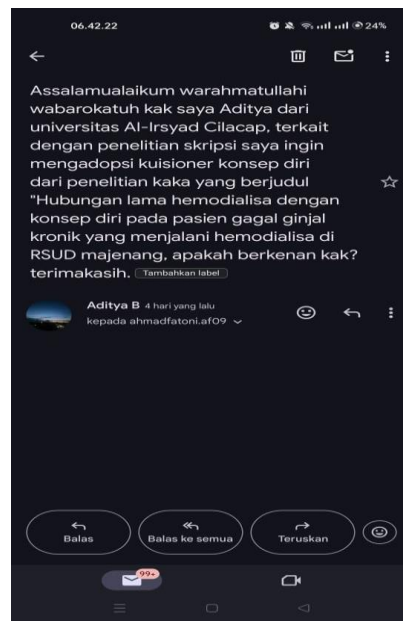 06.42.22
24%
Assalamualaikum warahmatullahi
wabarokatuh kak saya Aditya dari
universitas Al-Irsyad Cilacap, terkait
dengan penelitian skripsi saya ingin
mengadopsi kuisioner konsep diri
dari penelitian kaka yang berjudul
"Hubungan lama hemodialisa dengan
konsep diri pada pasien gagal ginjal
kronik yang menjalani hemodialisa di
RSUD majenang, apakah berkenan kak?
terimakasih. Tambahkan label
Aditya B 4 hari yang lalu
kepada ahmadfatoni.af09
Balas
Balas ke semua
Teruskan
99+